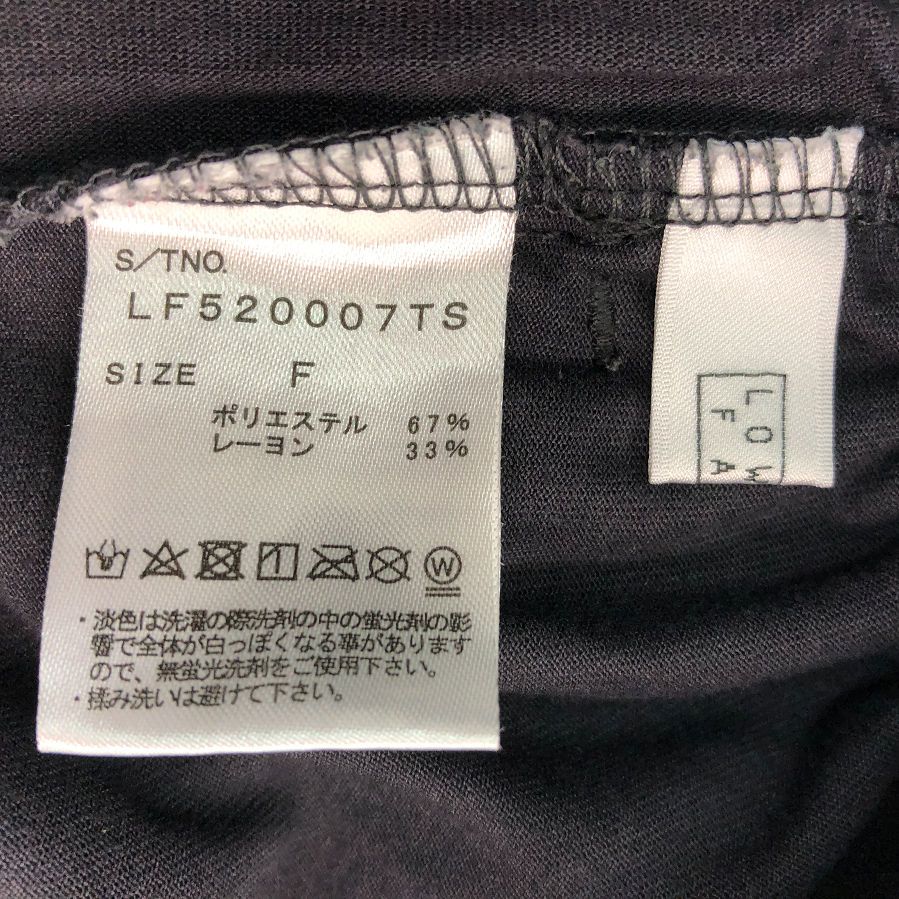 S/TNO.
LF520007TS
SIZE F
ポリエステル 67%
レーヨン 33%
W
・淡色は洗濯の際洗剤の中の蛍光剤の影
響で全体が白っぽくなる事があります
ので、無蛍光洗剤をご使用下さい。
・揉み洗いは避けて下さい。
LOW
FA